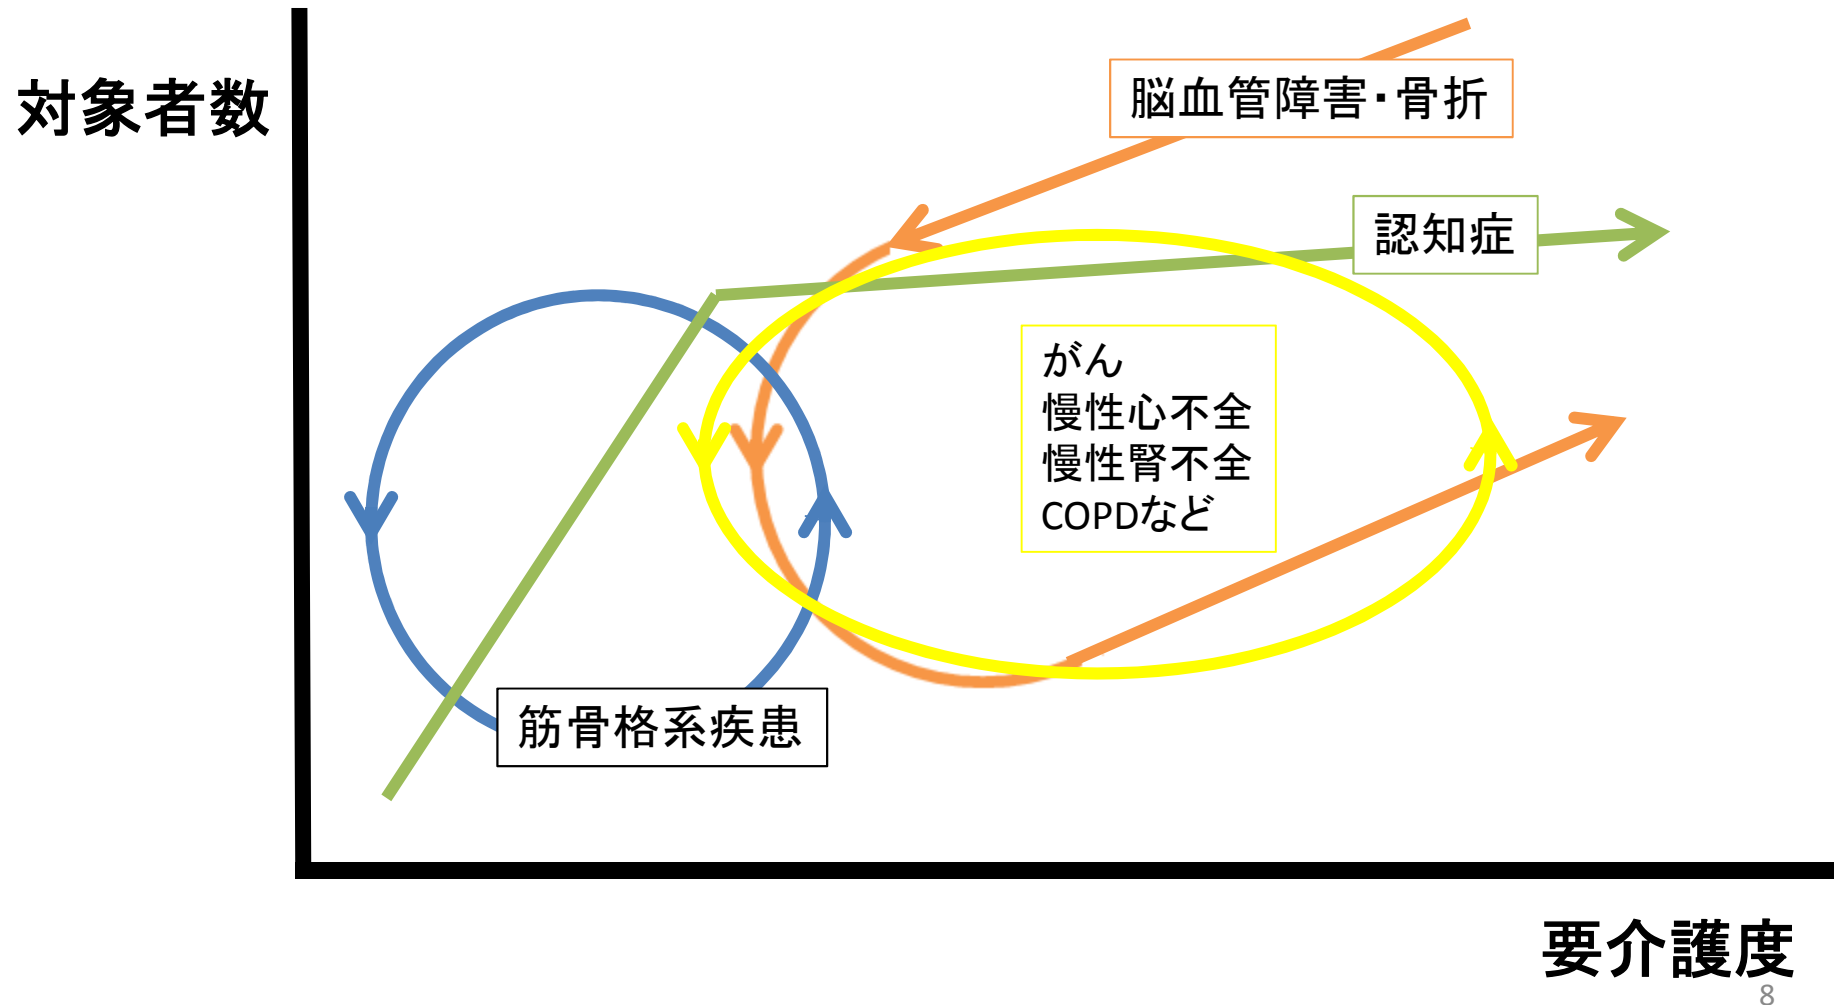 対象者数
脳血管障害・骨折
認知症
がん
慢性心不全
慢性腎不全
COPDなど
筋骨格系疾患
要介護度
8